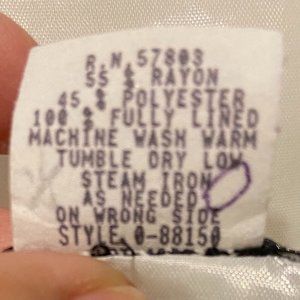 R.N.57803
55 % RAYON
45 % POLYESTER
100 % FULLY LINED
MACHINE WASH WARM
TUMBLE DRY LOW
STEAM IRON
AS NEEDED
ON WRONG SIDE
STYLE 0-88150